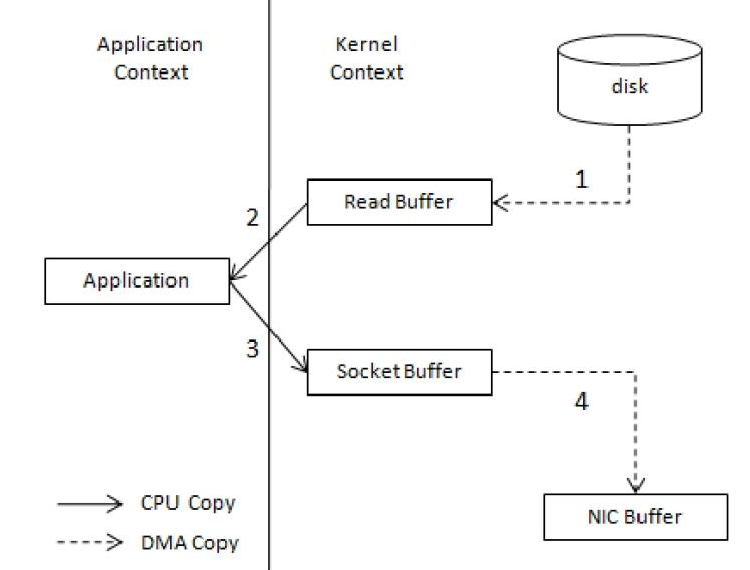 Application
Context
Kernel
Context
disk
1
Read Buffer
2
Application
3
Socket Buffer
4
CPU Copy
NIC Buffer
DMA Copy